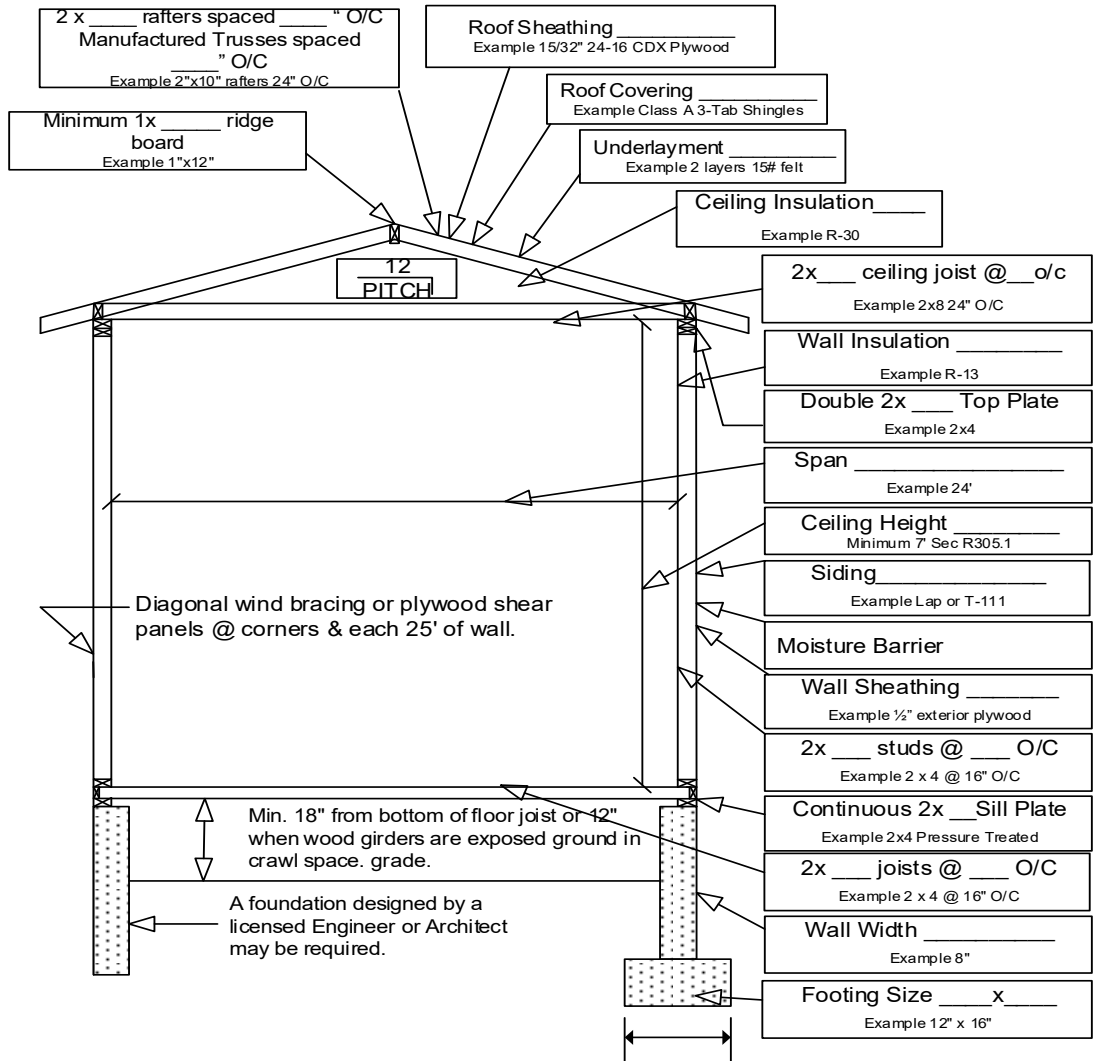 2 x ____ rafters spaced ____ “ O/C
Manufactured Trusses spaced
____” O/C
Example 2"x10" rafters 24" O/C
Roof Sheathing __________
Example 15/32" 24-16 CDX Plywood
Roof Covering __________
Example Class A 3-Tab Shingles
Minimum 1x _____ ridge
board
Example 1"x12"
Underlayment _________
Example 2 layers 15# felt
Ceiling Insulation____
Example R-30
12
PITCH
2x___ ceiling joist @__o/c
Example 2x8 24" O/C
Wall Insulation ________
Example R-13
Double 2x ___ Top Plate
Example 2x4
Span ________________
Example 24'
Ceiling Height ________
Minimum 7' Sec R305.1
Siding_____________
Example Lap or T-111
Diagonal wind bracing or plywood shear
panels @ corners & each 25' of wall.
Moisture Barrier
Wall Sheathing _______
Example ½” exterior plywood
2x ___ studs @ ___ O/C
Example 2 x 4 @ 16" O/C
Continuous 2x __Sill Plate
Example 2x4 Pressure Treated
Min. 18" from bottom of floor joist or 12"
when wood girders are exposed ground in
crawl space. grade.
2x ___ joists @ ___ O/C
Example 2 x 4 @ 16" O/C
A foundation designed by a
licensed Engineer or Architect
may be required.
Wall Width __________
Example 8"
Footing Size ____x____
Example 12" x 16"